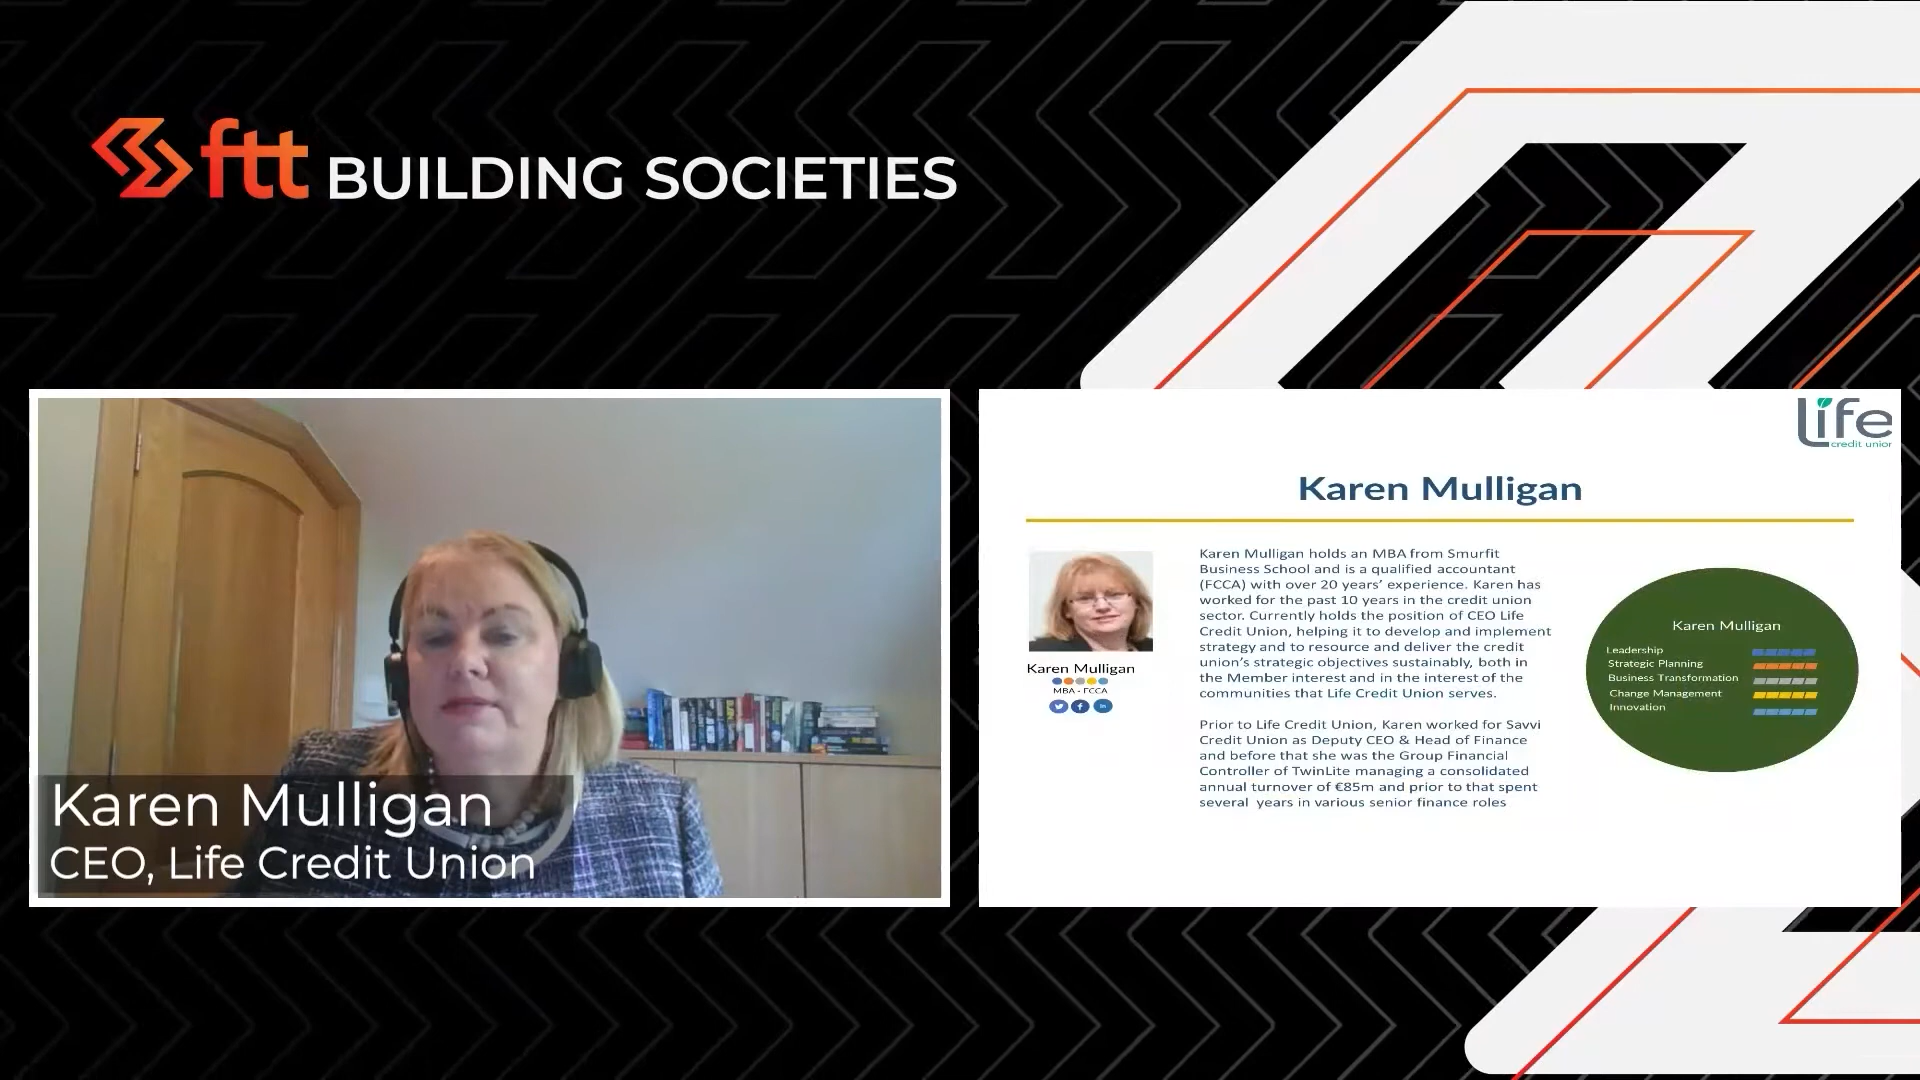 ftt BUILDING SOCIETIES
Karen Mulligan
CEO, Life Credit Union
Life
credit union
Karen Mulligan
Karen Mulligan
MBA - FCCA
Karen Mulligan holds an MBA from Smurfit
Business School and is a qualified accountant
(FCCA) with over 20 years’ experience. Karen has
worked for the past 10 years in the credit union
sector. Currently holds the position of CEO Life
Credit Union, helping it to develop and implement
strategy and to resource and deliver the credit
union’s strategic objectives sustainably, both in
the Member interest and in the interest of the
communities that Life Credit Union serves.
Prior to Life Credit Union, Karen worked for Savvi
Credit Union as Deputy CEO & Head of Finance
and before that she was the Group Financial
Controller of TwinLite managing a consolidated
annual turnover of €85m and prior to that spent
several years in various senior finance roles
Karen Mulligan
Leadership
Strategic Planning
Business Transformation
Change Management
Innovation